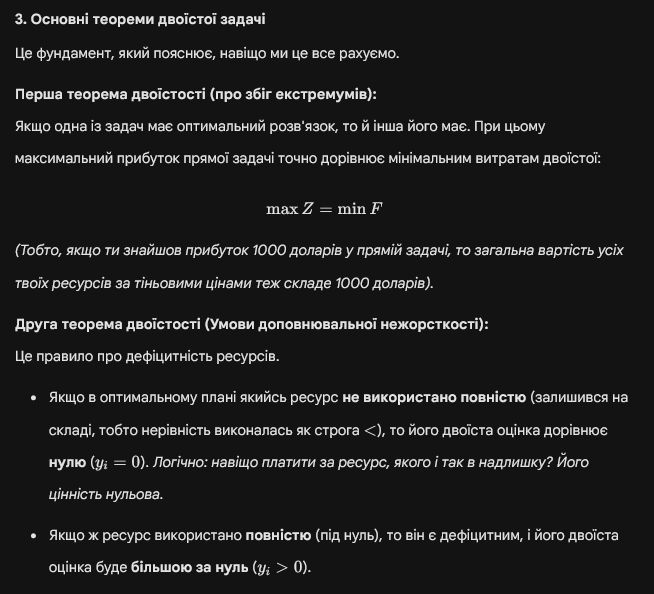 3. Основні теореми двоїстої задачі
Це фундамент, який пояснює, навіщо ми це все рахуємо.
Перша теорема двоїстості (про збіг екстремумів):
Якщо одна із задач має оптимальний розв'язок, то й інша його має. При цьому
максимальний прибуток прямої задачі точно дорівнює мінімальним витратам двоїстої:
max Z = min F
(Тобто, якщо ти знайшов прибуток 1000 доларів у прямій задачі, то загальна вартість усіх
твоїх ресурсів за тіньовими цінами теж складе 1000 доларів).
Друга теорема двоїстості (Умови доповнювальної нежорсткості):
Це правило про дефіцитність ресурсів.
• Якщо в оптимальному плані якийсь ресурс не використано повністю (залишився на
складі, тобто нерівність виконалась як строга <), то його двоїста оцінка дорівнює
нулю (yᵢ = 0). Логічно: навіщо платити за ресурс, якого і так в надлишку? Його
цінність нульова.
• Якщо ж ресурс використано повністю (під нуль), то він є дефіцитним, і його двоїста
оцінка буде більшою за нуль (yᵢ > 0).